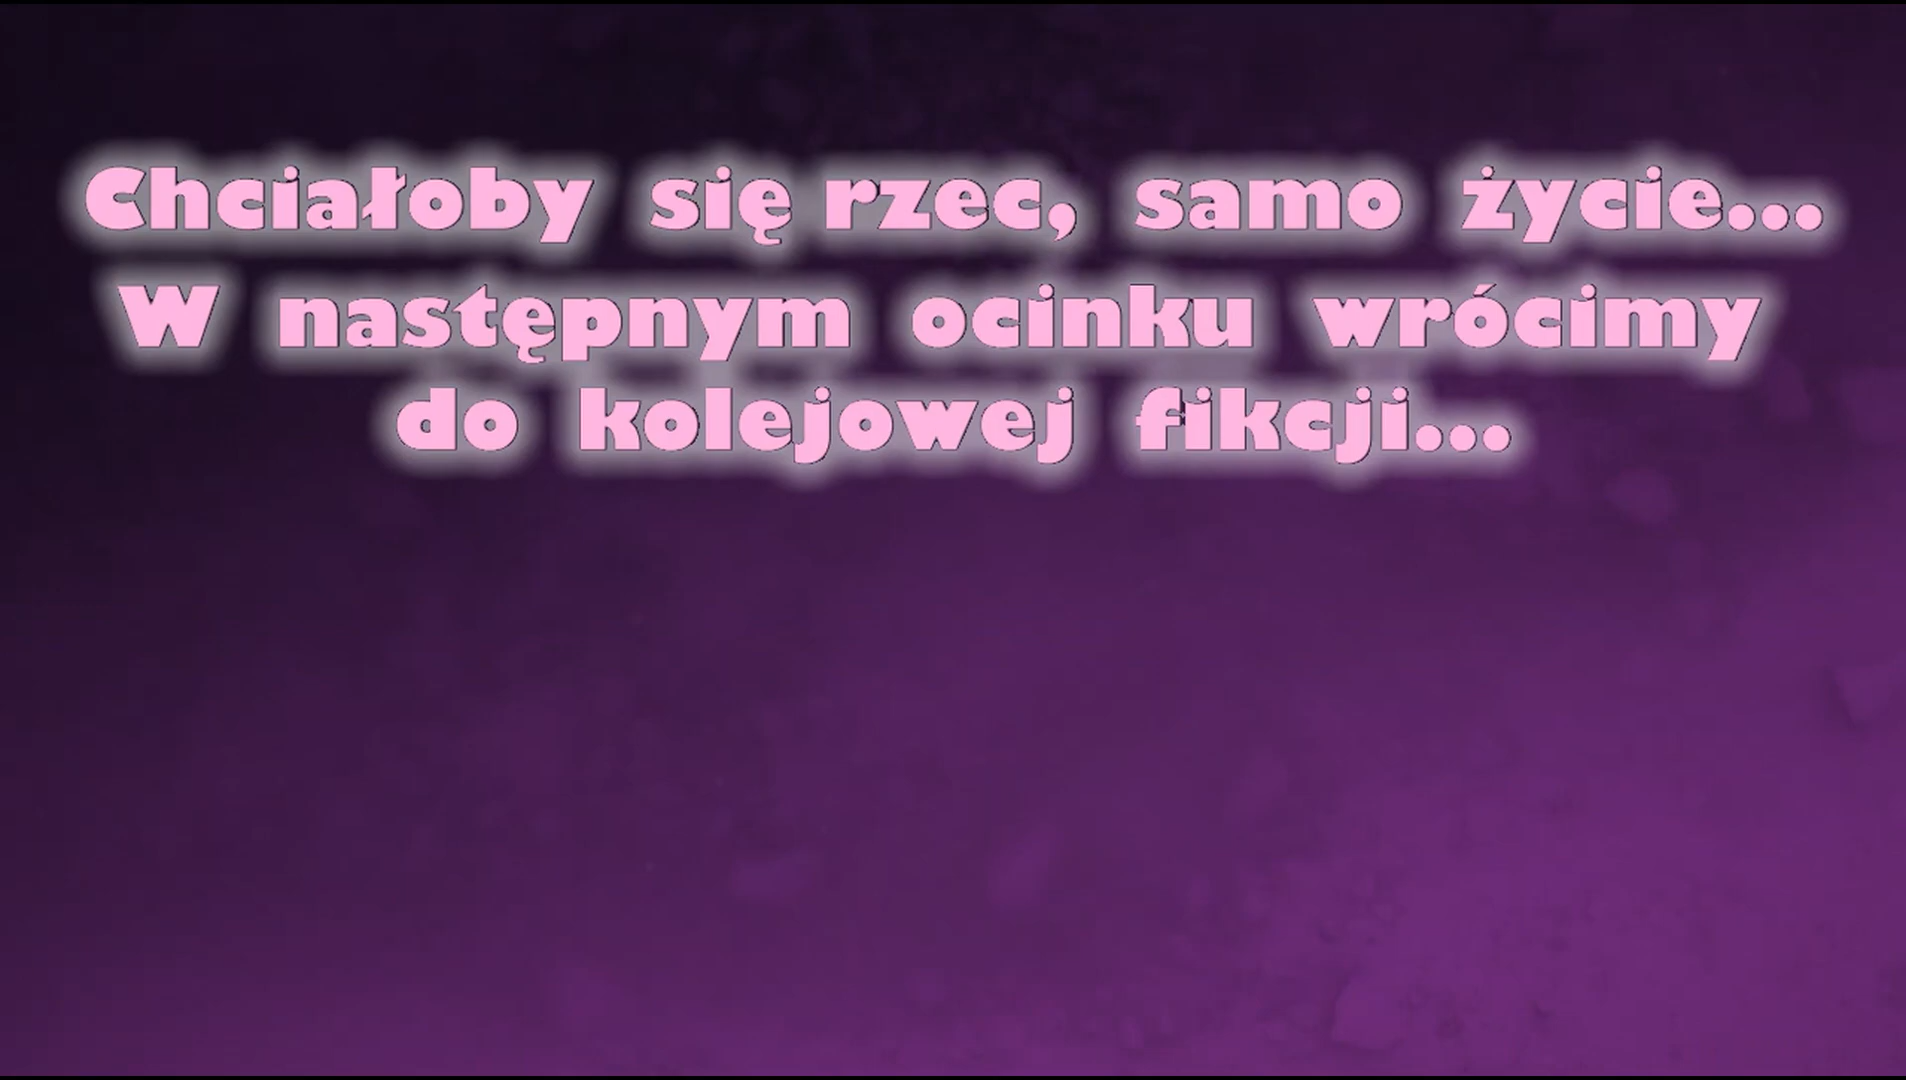 Chciałoby się rzec, samo życie...
W następnym ocinku wrócimy
do kolejowej fikcji...